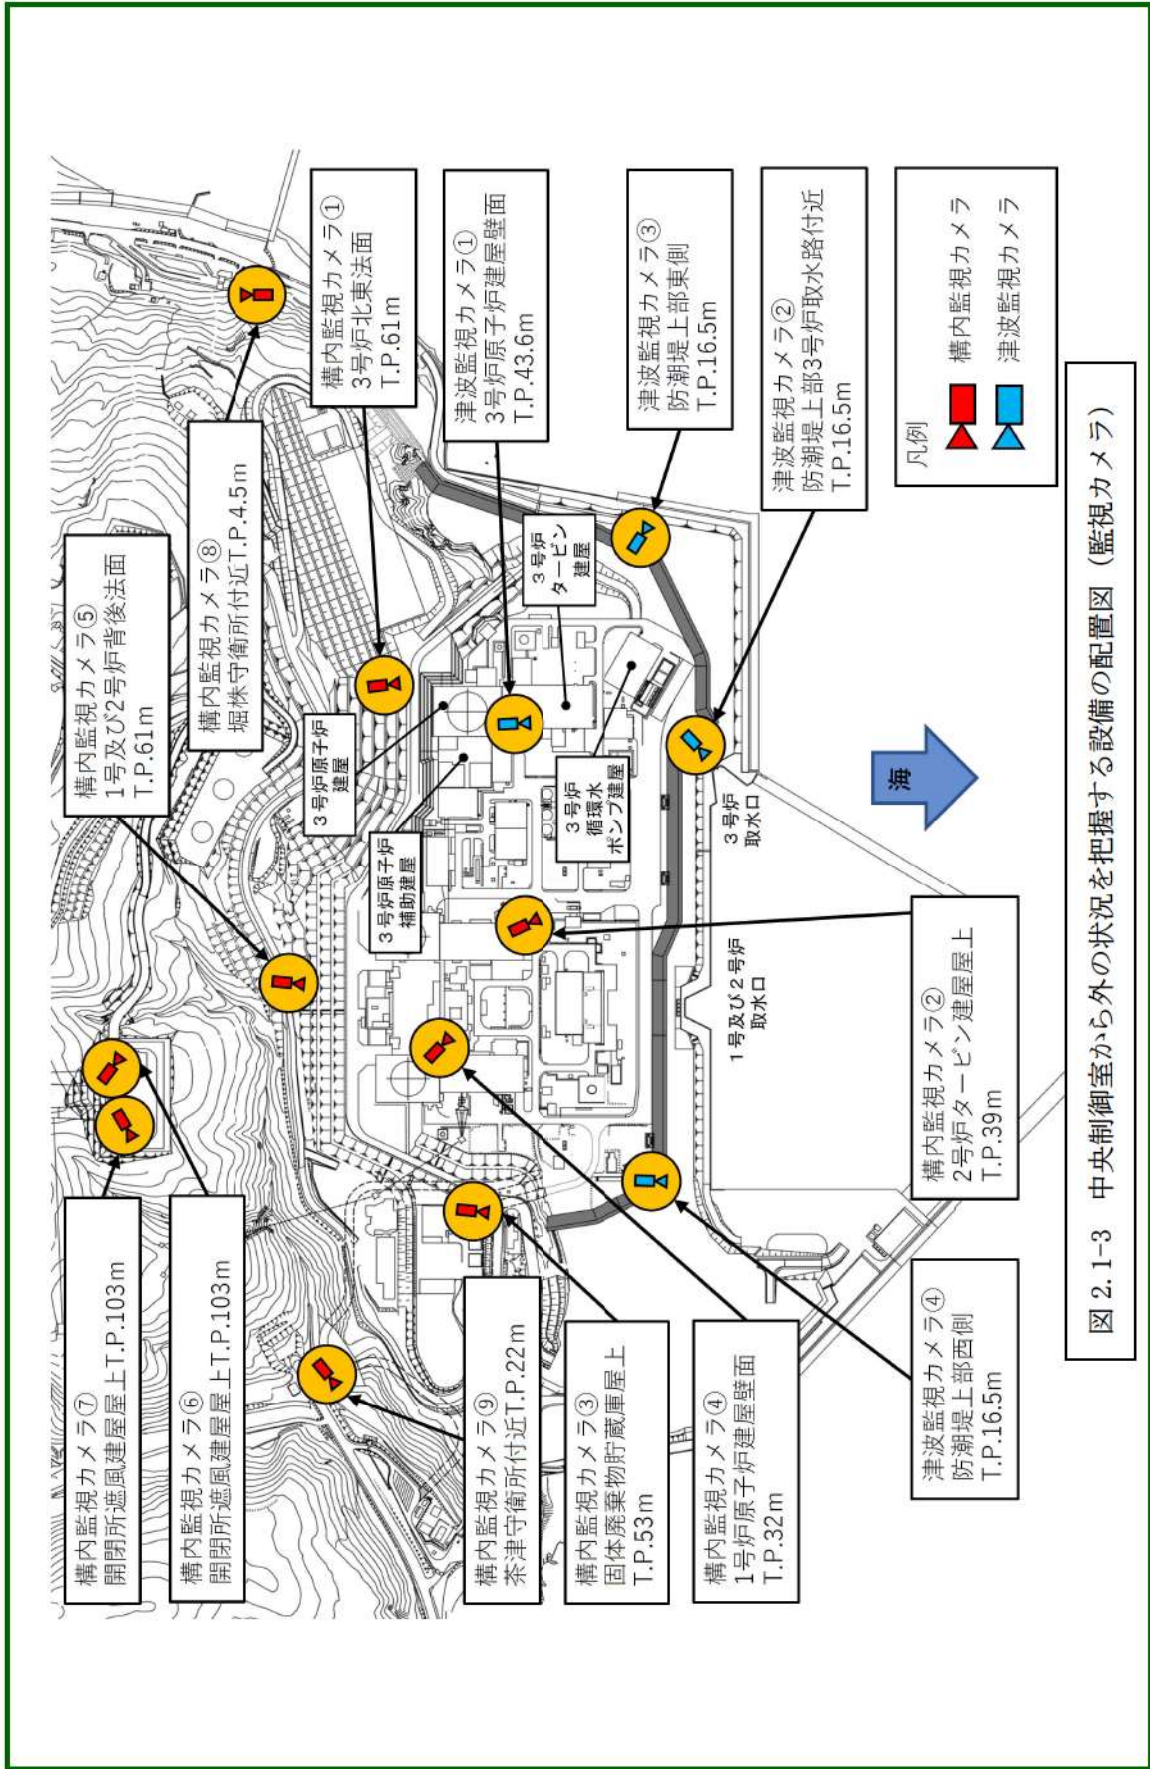 構内監視カメラ⑦
開閉所遮風建屋屋上T.P.103m
構内監視カメラ⑥
開閉所遮風建屋屋上T.P.103m
構内監視カメラ⑤
1号及び2号炉背後法面
T.P.61m
構内監視カメラ⑧
堀株守衛所付近T.P.4.5m
構内監視カメラ①
3号炉北東法面
T.P.61m
津波監視カメラ①
3号炉原子炉建屋壁面
T.P.43.6m
津波監視カメラ③
防潮堤上部東側
T.P.16.5m
津波監視カメラ②
防潮堤上部3号炉取水路付近
T.P.16.5m
構内監視カメラ⑨
茶津守衛所付近T.P.22m
構内監視カメラ③
固体廃棄物貯蔵庫屋上
T.P.53m
構内監視カメラ④
1号炉原子炉建屋壁面
T.P.32m
津波監視カメラ④
防潮堤上部西側
T.P.16.5m
構内監視カメラ②
2号炉タービン建屋屋上
T.P.39m
3号炉原子炉
建屋
3号炉原子炉
補助建屋
3号炉
タービン
建屋
3号炉
循環水
ポンプ建屋
3号炉
取水口
1号及び2号炉
取水口
海
凡例
構内監視カメラ
津波監視カメラ
図 2.1-3 中央制御室から外の状況を把握する設備の配置図（監視カメラ）